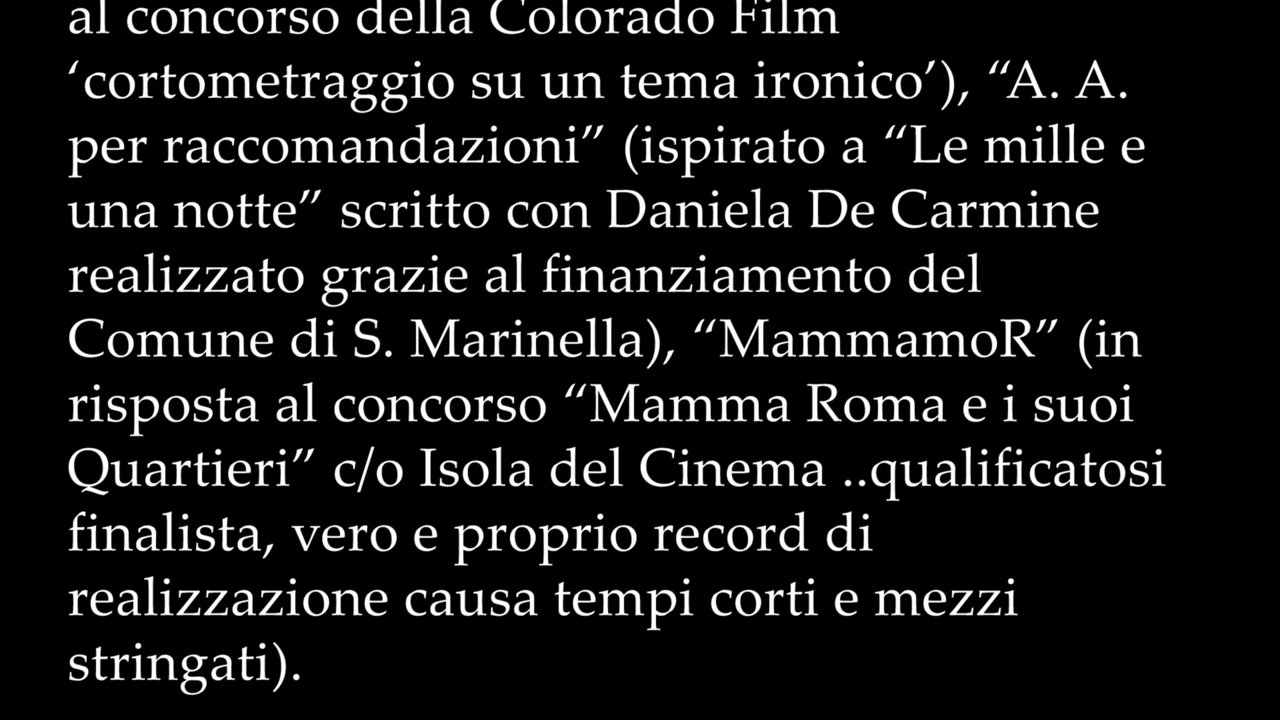 al concorso della Colorado Film
‘cortometraggio su un tema ironico’), “A. A.
per raccomandazioni” (ispirato a “Le mille e
una notte” scritto con Daniela De Carmine
realizzato grazie al finanziamento del
Comune di S. Marinella), “MammamoR” (in
risposta al concorso “Mamma Roma e i suoi
Quartieri” c/o Isola del Cinema ..qualificatosi
finalista, vero e proprio record di
realizzazione causa tempi corti e mezzi
stringati).